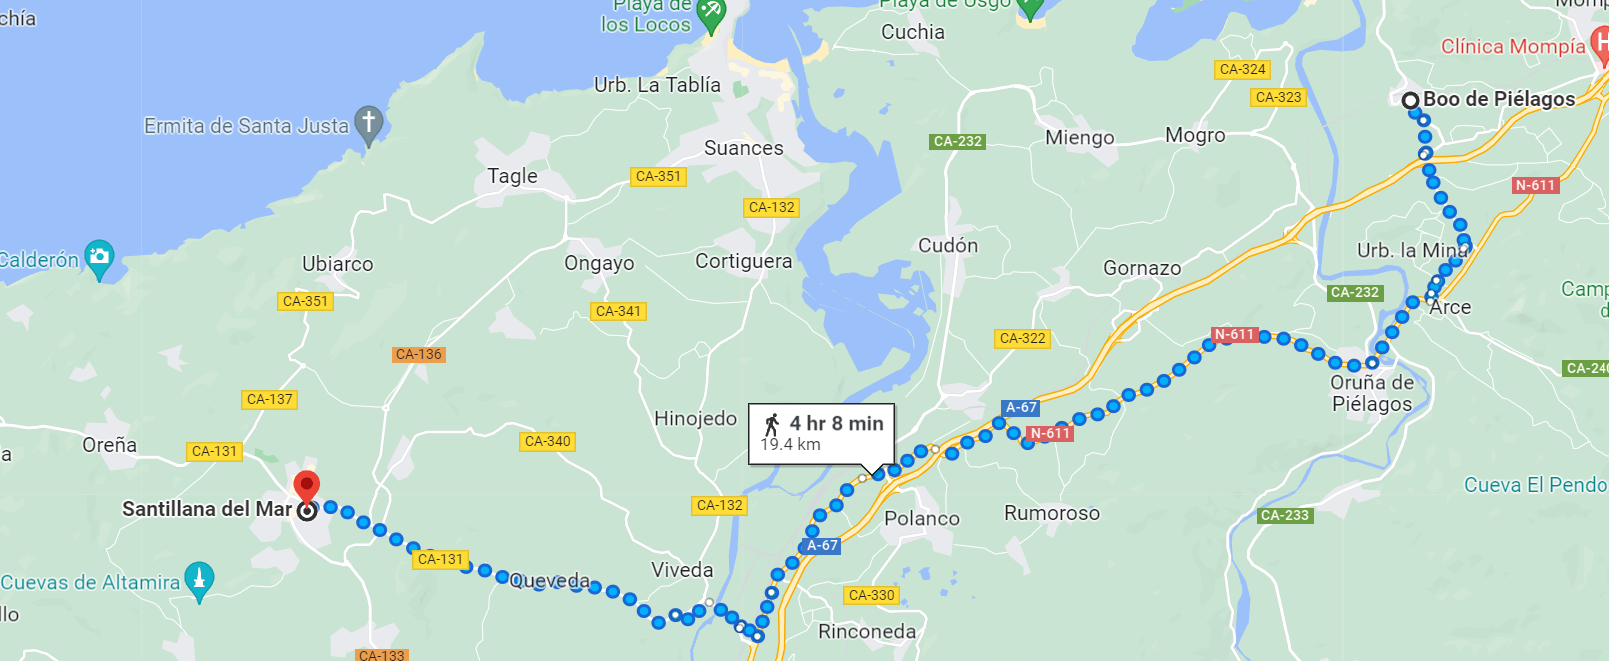 chía
Playa de
los Locos
Playa de Usgo
Cuchia
Clínica Mompía
H
CA-324
CA-323
Urb. La Tablía
Boo de Piélagos
Ermita de Santa Justa
CA-232
Miengo
Mogro
Suances
Tagle
CA-351
N-611
CA-132
Calderón
Ubiarco
Ongayo
Cortiguera
Cudón
Urb. la Mina
Gornazo
CA-351
CA-341
CA-232
Arce
Camp
d
CA-322
N-611
CA-136
CA-240
Oruña de
Piélagos
CA-137
A-67
4 hr 8 min
19.4 km
N-611
Hinojedo
Oreña
a
CA-131
CA-340
Santillana del Mar
CA-132
Polanco
Rumoroso
Cueva El Pendo
CA-233
A-67
CA-131
Cuevas de Altamira
Queveda
Viveda
CA-330
llo
Rinconeda
CA-133